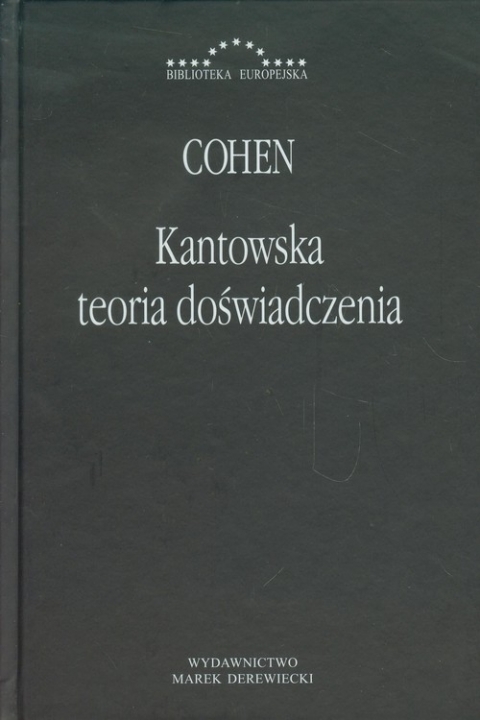 BIBLIOTEKA EUROPEJSKA
COHEN
Kantowska
teoria doświadczenia
WYDAWNICTWO
MAREK DEREWIECKI